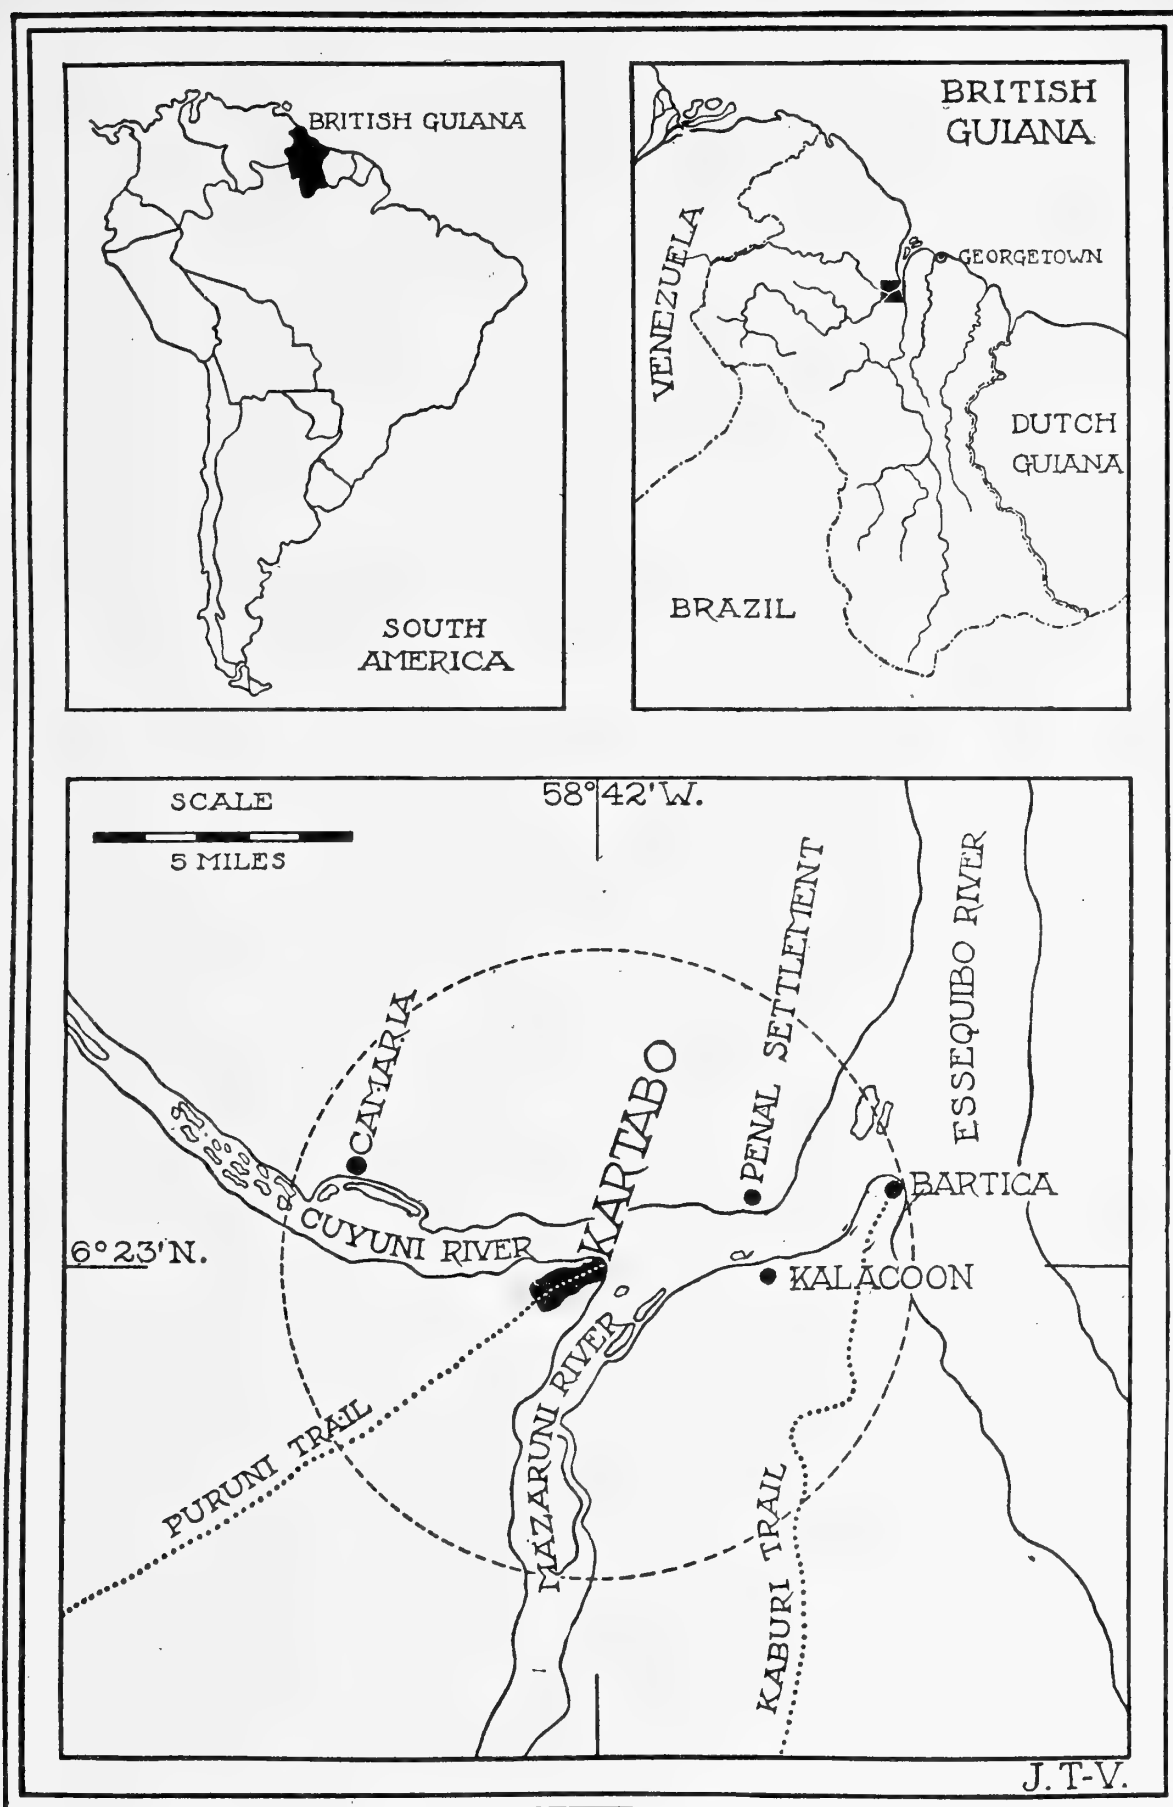 BRITISH GUIANA
SOUTH
AMERICA
BRITISH
GUIANA
VENEZUELA
GEORGETOWN
DUTCH
GUIANA
BRAZIL
SCALE
5 MILES
58°42'W.
PENAL SETTLEMENT
ESSEQUIBO RIVER
CAMARIA
KARTABO
BARTICA
CUYUNI RIVER
6°23'N.
KALACOON
MAZARUNI RIVER
PURUNI TRAIL
KABURI TRAIL
J. T-V.